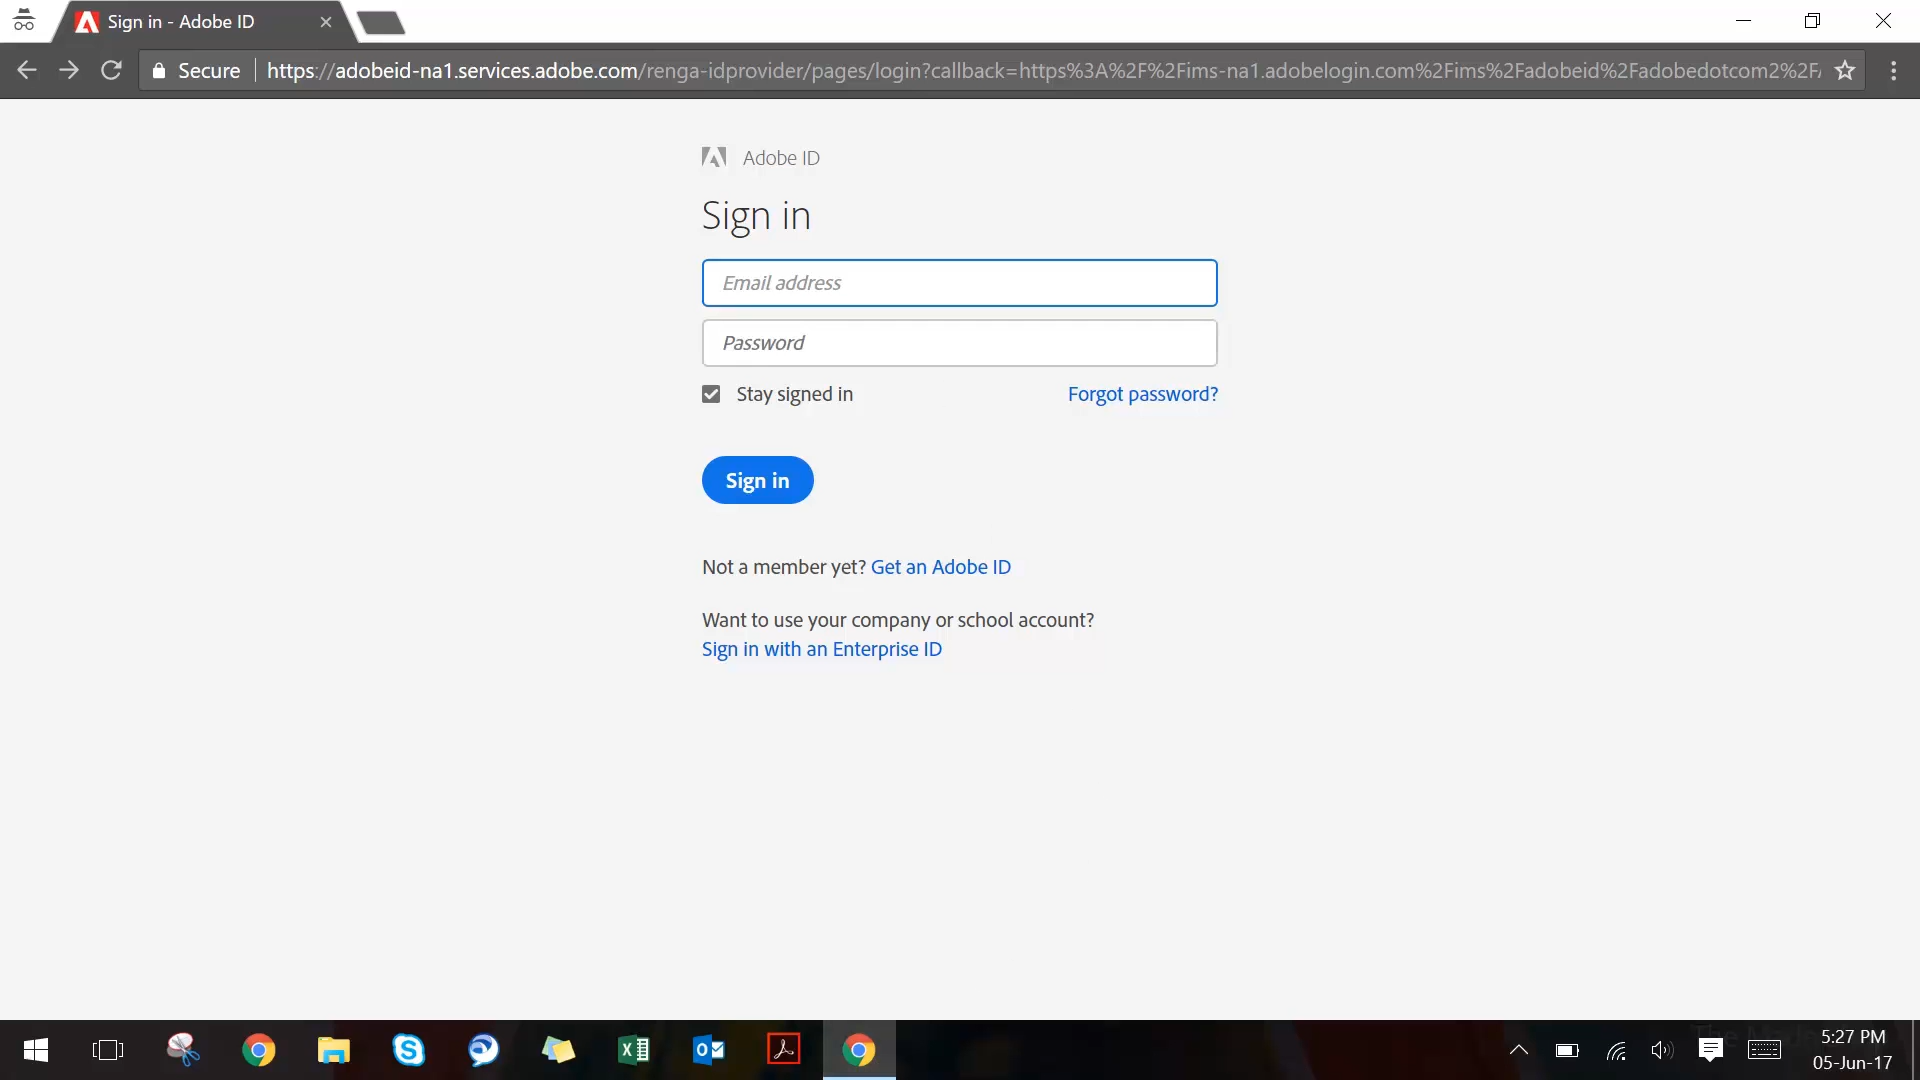 Sign in - Adobe ID
Secure
https://adobeid-na1.services.adobe.com/renga-idprovider/pages/login?callback=https%3A%2F%2Fims-na1.adobelogin.com%2Fims%2Fadobeid%2Fadobedotcom2%2F
Adobe ID
Sign in
Email address
Password
Stay signed in
Forgot password?
Sign in
Not a member yet? Get an Adobe ID
Want to use your company or school account?
Sign in with an Enterprise ID
5:27 PM
05-Jun-17